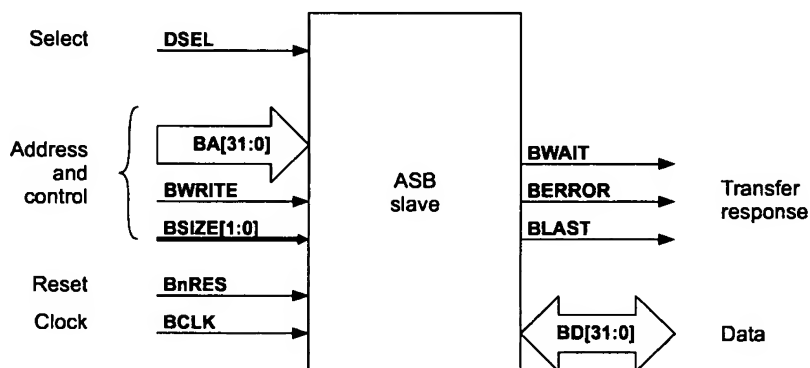 Select
DSEL
Address
and
control
BA[31:0]
BWRITE
BSIZE[1:0]
Reset
BnRES
Clock
BCLK
ASB
slave
BWAIT
BERROR
BLAST
Transfer
response
BD[31:0]
Data